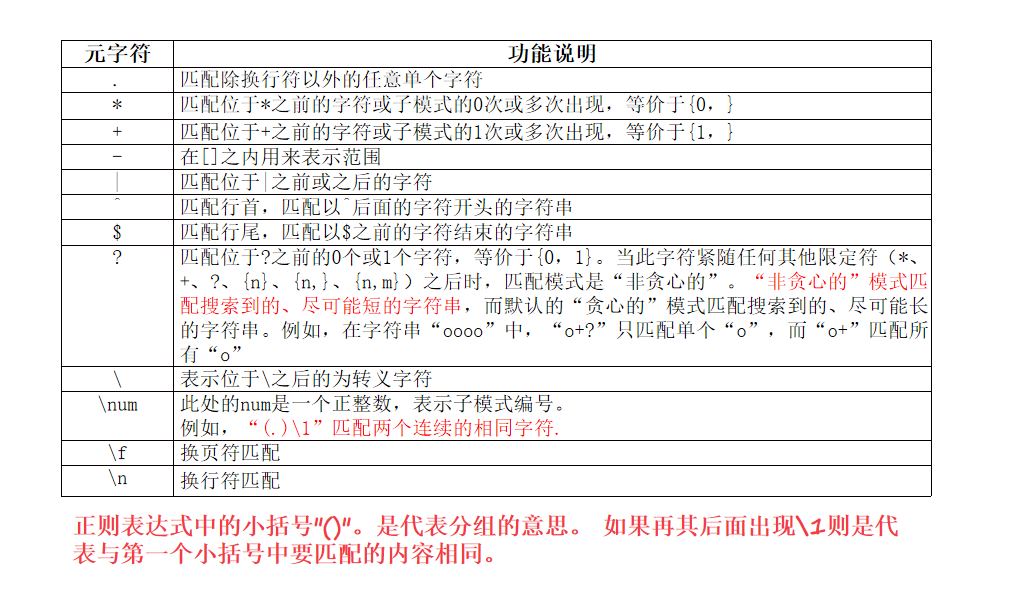 元字符 功能说明
. 匹配除换行符以外的任意单个字符
* 匹配位于*之前的字符或子模式的0次或多次出现，等价于{0，}
+ 匹配位于+之前的字符或子模式的1次或多次出现，等价于{1，}
- 在[]之内用来表示范围
| 匹配位于|之前或之后的字符
^ 匹配行首，匹配以^后面的字符开头的字符串
$ 匹配行尾，匹配以$之前的字符结束的字符串
? 匹配位于?之前的0个或1个字符，等价于{0，1}。当此字符紧随任何其他限定符（*、
+、?、{n}、{n,}、{n,m}）之后时，匹配模式是“非贪心的”。“非贪心的”模式匹
配搜索到的、尽可能短的字符串，而默认的“贪心的”模式匹配搜索到的、尽可能长
的字符串。例如，在字符串“oooo”中，“o+?”只匹配单个“o”，而“o+”匹配所
有“o”
\ 表示位于\之后的为转义字符
\num 此处的num是一个正整数，表示子模式编号。
例如，“(.)\1”匹配两个连续的相同字符.
\f 换页符匹配
\n 换行符匹配
正则表达式中的小括号"()"。是代表分组的意思。 如果再其后面出现\1则是代
表与第一个小括号中要匹配的内容相同。